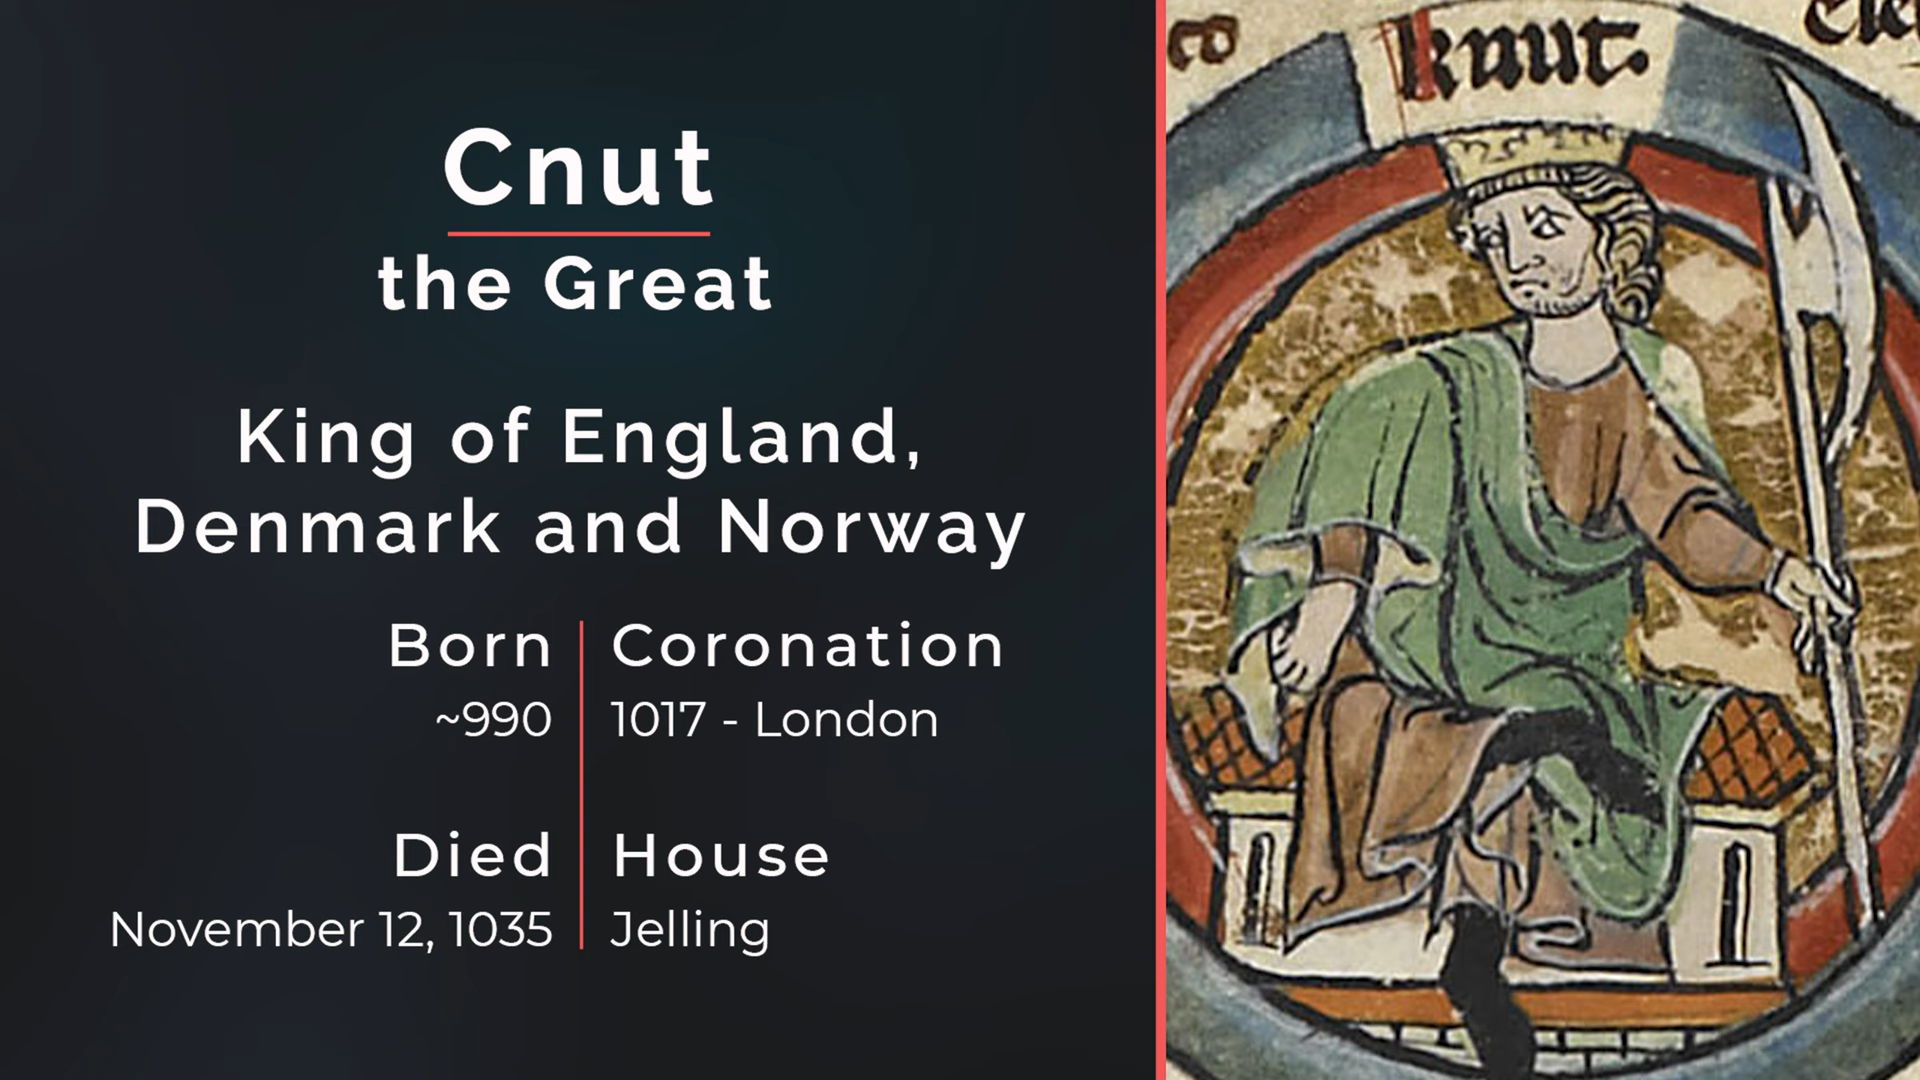 Cnut
the Great
King of England,
Denmark and Norway
Born
~990
Coronation
1017 - London
Died
November 12, 1035
House
Jelling
knut.